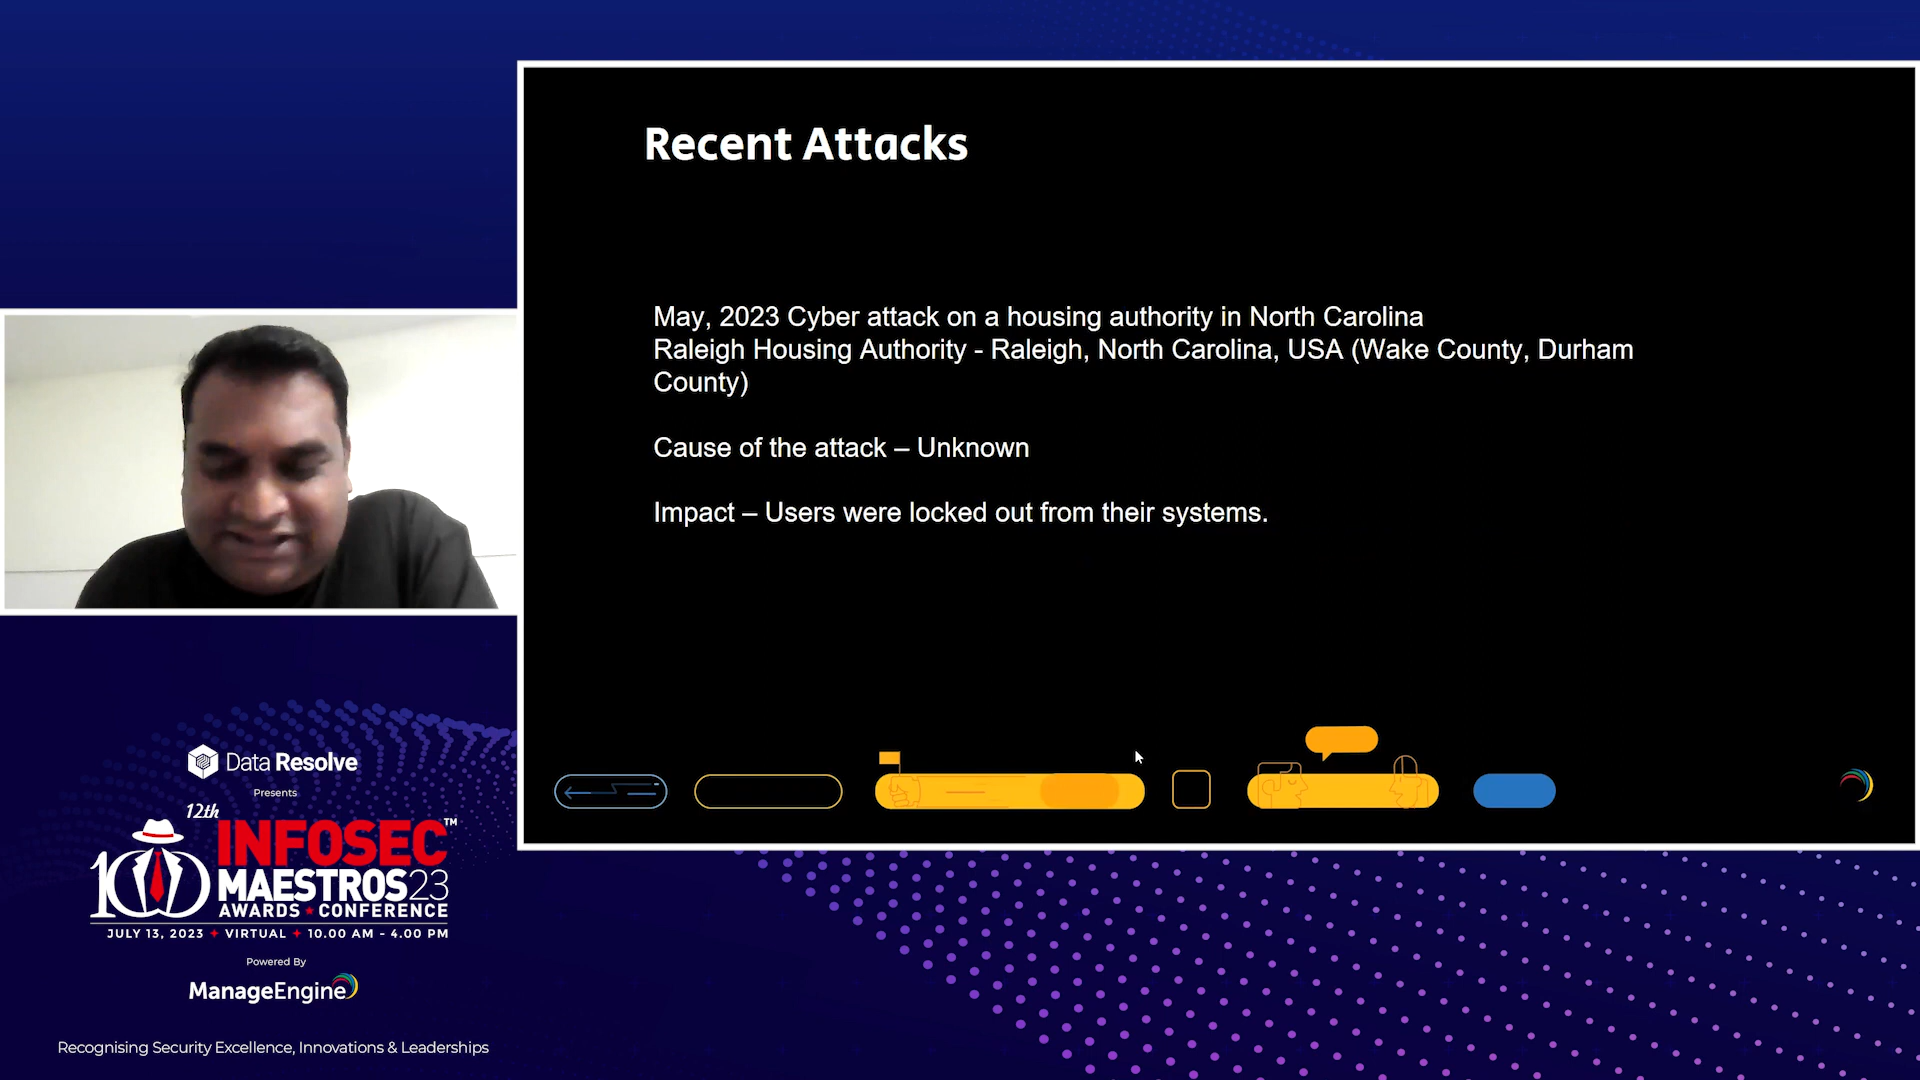 Recent Attacks
May, 2023 Cyber attack on a housing authority in North Carolina
Raleigh Housing Authority - Raleigh, North Carolina, USA (Wake County, Durham
County)
Cause of the attack – Unknown
Impact – Users were locked out from their systems.
Data Resolve
Presents
12th
100 INFOSEC™
MAESTROS23
AWARDS CONFERENCE
JULY 13, 2023 VIRTUAL 10.00 AM - 4.00 PM
Powered By
ManageEngine
Recognising Security Excellence, Innovations & Leaderships